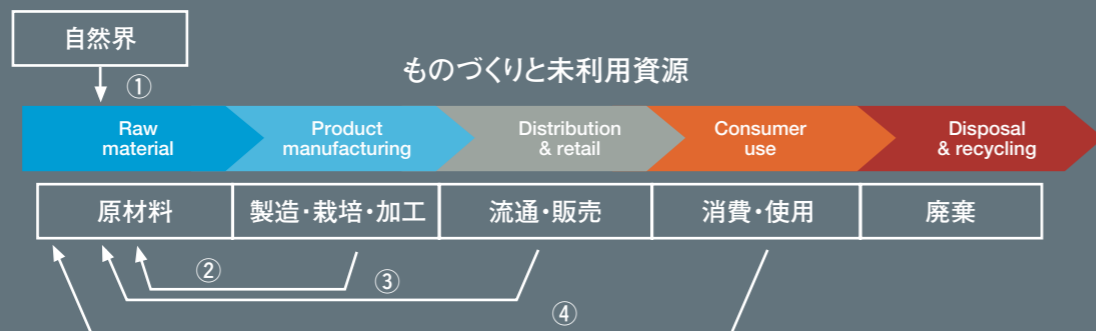 自然界
①
ものづくりと未利用資源
Raw
material
Product
manufacturing
Distribution
& retail
Consumer
use
Disposal
& recycling
原材料
製造・栽培・加工
流通・販売
消費・使用
廃棄
②
③
④